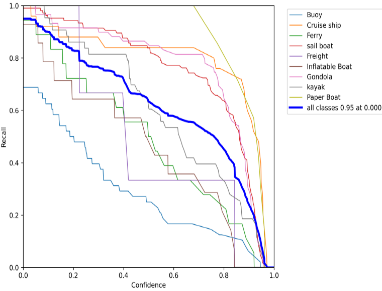 1.0
0.8
0.6
0.4
0.2
0.0
Recall
0.0
0.2
0.4
0.6
0.8
1.0
Confidence
Buoy
Cruise ship
Ferry
sail boat
Freight
Inflatable Boat
Gondola
kayak
Paper Boat
all classes 0.95 at 0.000